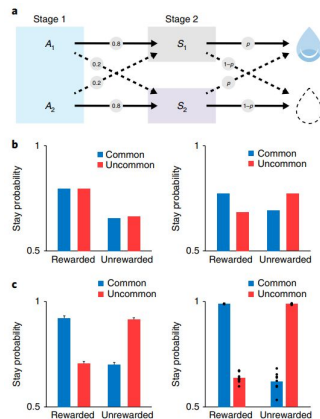 a
Stage 1 Stage 2
A1 0.8 S1 p
0.2 1–p
0.2 p
A2 0.8 S2 1–p
b
1 1
Common Common
Uncommon Uncommon
Stay probability Stay probability
0.5 0.5
Rewarded Unrewarded Rewarded Unrewarded
c
1 1
Common Common
Uncommon Uncommon
Stay probability Stay probability
0.5 0.5
Rewarded Unrewarded Rewarded Unrewarded